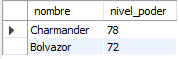 nombre nivel_poder
Charmander 78
Bolvazor 72